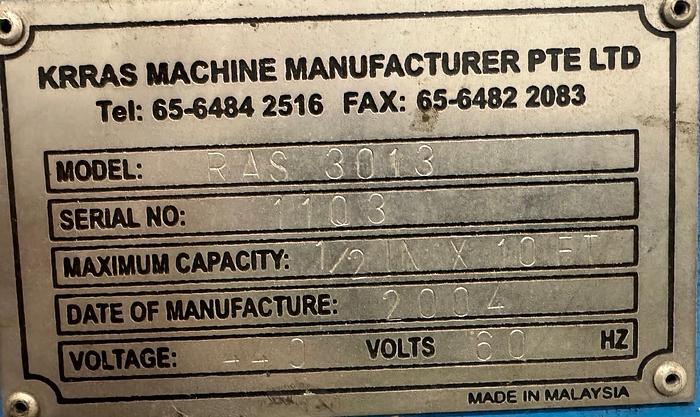 KRRAS MACHINE MANUFACTURER PTE LTD
Tel: 65-6484 2516 FAX: 65-6482 2083
MODEL: RAS 3013
SERIAL NO: 1103
MAXIMUM CAPACITY: 1/2 IN X 10 FT
DATE OF MANUFACTURE: 2004
VOLTAGE: 440 VOLTS 60 HZ
MADE IN MALAYSIA